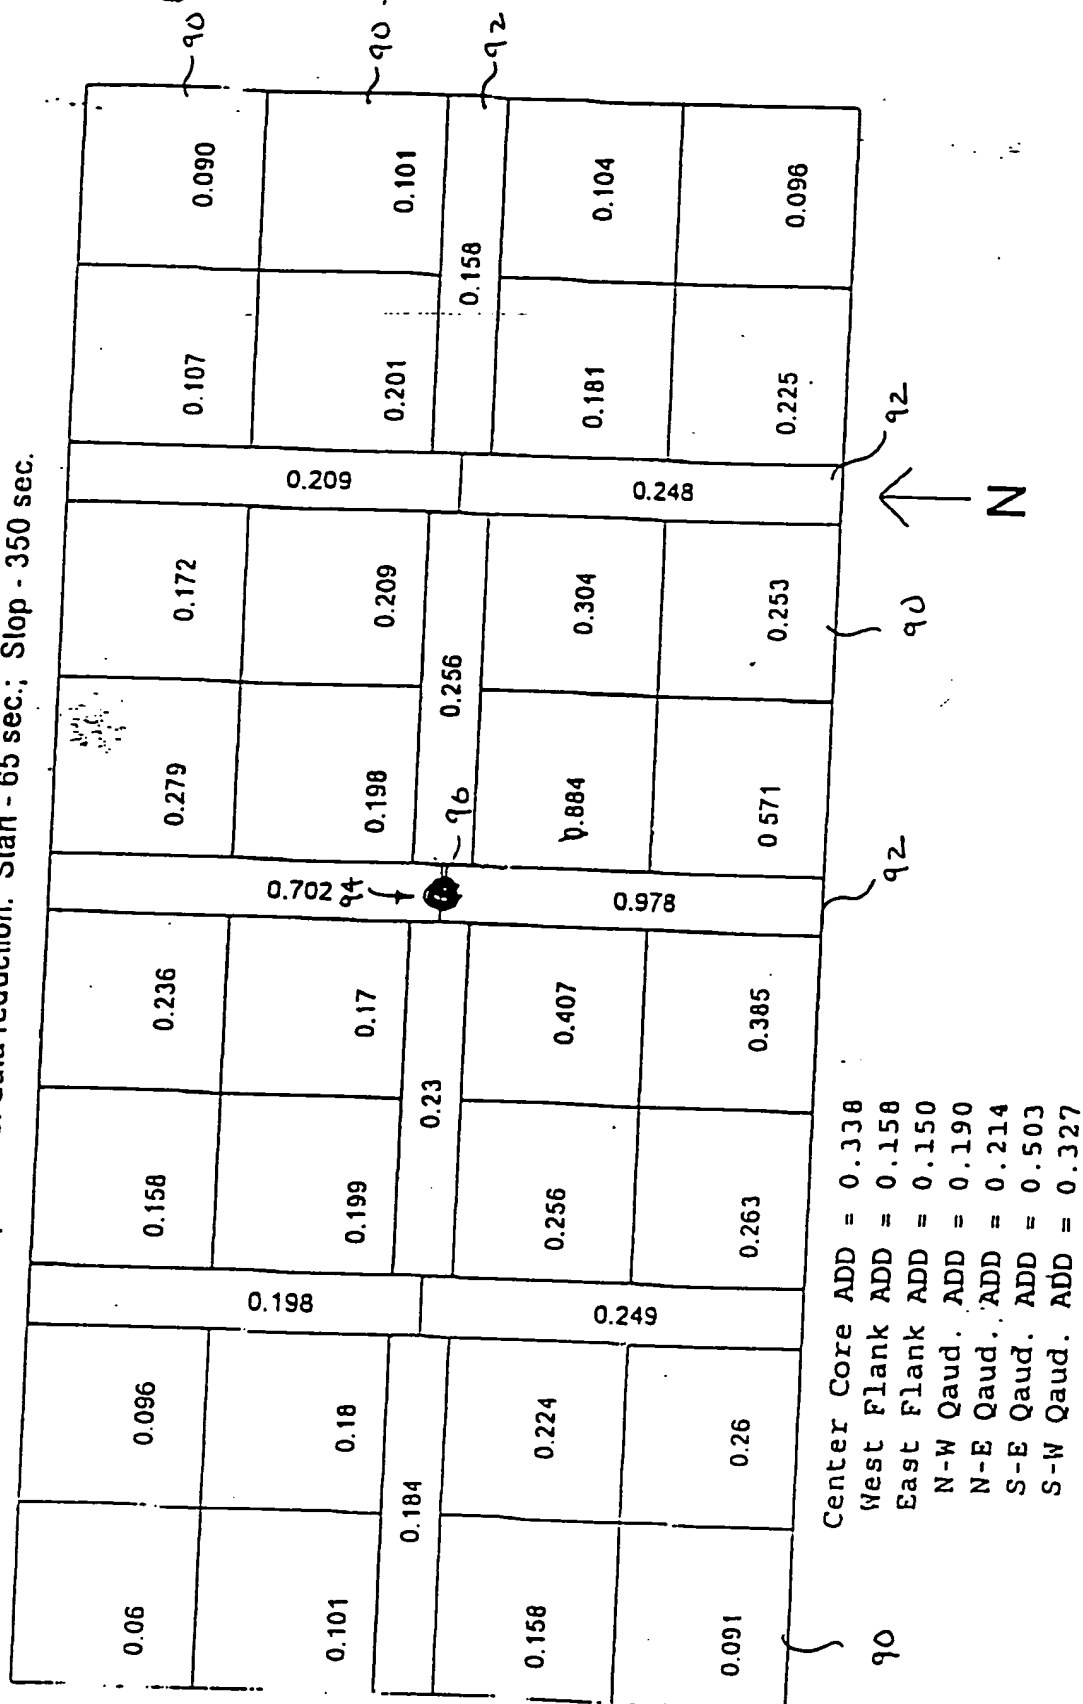 data reduction. Start - 65 sec.; Stop - 350 sec.
0.06 0.096 0.158 0.236 0.279 0.172 0.107 0.090 90
0.198 0.702 94 0.209
0.101 0.18 0.199 0.17 0.198 0.209 0.201 0.101 90
0.184 0.23 96 0.256 0.158 92
0.158 0.224 0.256 0.407 0.884 0.304 0.181 0.104
0.249 0.978 0.248
0.091 0.26 0.263 0.385 0 571 0.253 0.225 0.096
90 92 90 92
N
Center Core ADD = 0.338
West Flank ADD = 0.158
East Flank ADD = 0.150
N-W Qaud. ADD = 0.190
N-E Qaud. ADD = 0.214
S-E Qaud. ADD = 0.503
S-W Qaud. ADD = 0.327